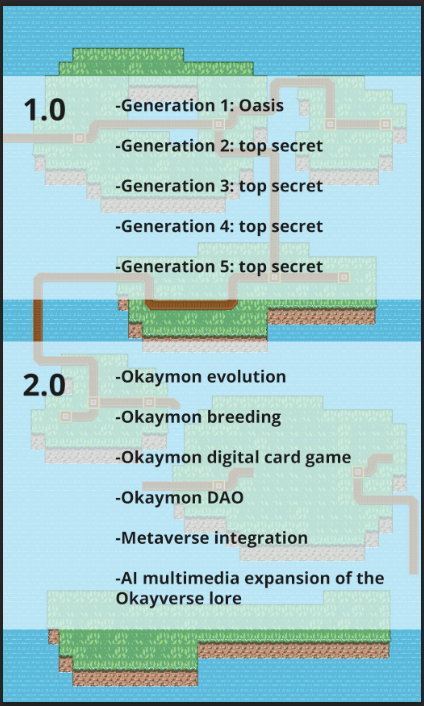 1.0
-Generation 1: Oasis
-Generation 2: top secret
-Generation 3: top secret
-Generation 4: top secret
-Generation 5: top secret
2.0
-Okaymon evolution
-Okaymon breeding
-Okaymon digital card game
-Okaymon DAO
-Metaverse integration
-AI multimedia expansion of the
Okayverse lore